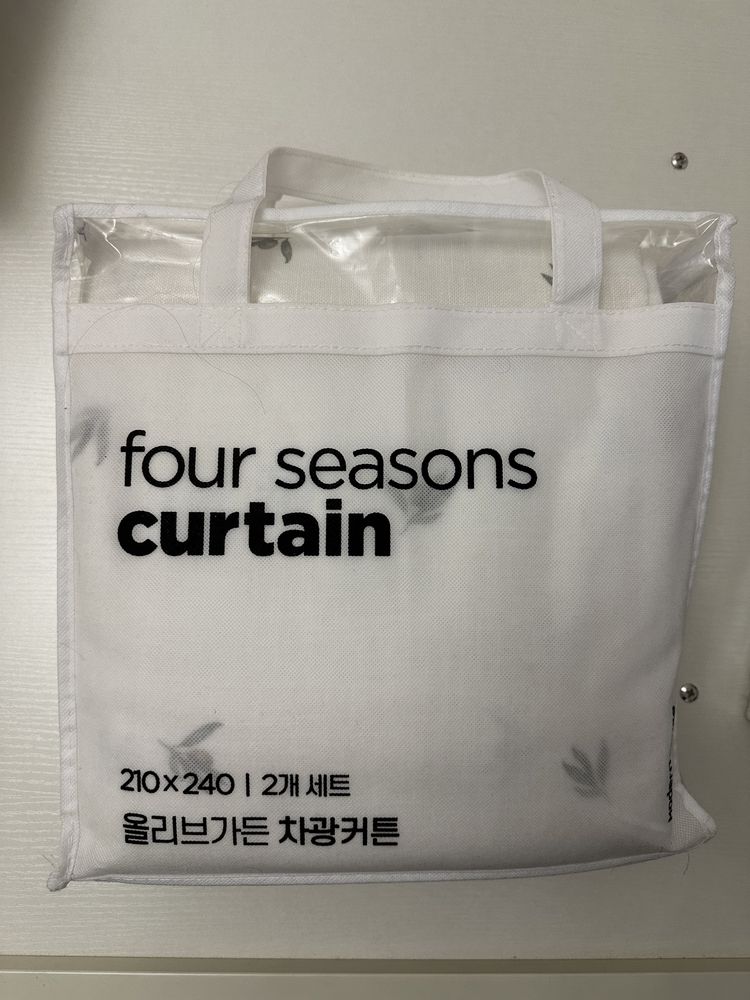 four seasons
curtain
210×240 | 2개 세트
올리브가든 차광커튼